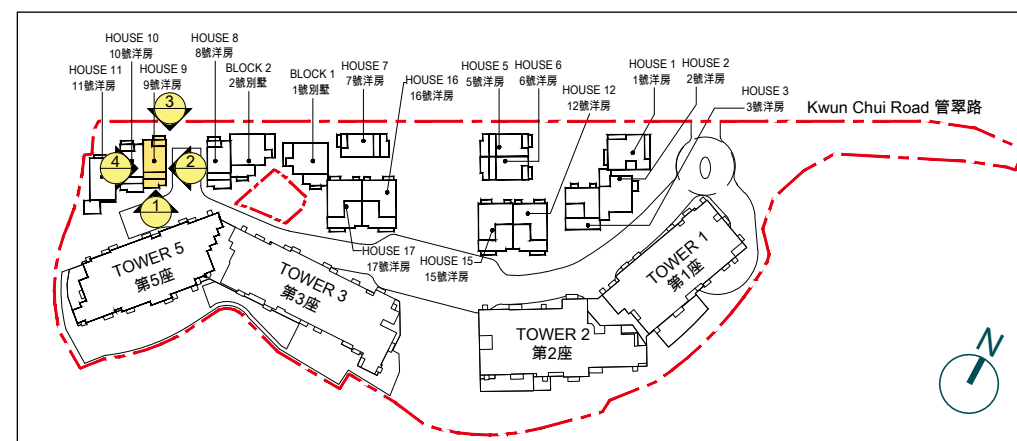 HOUSE 10
10號洋房
HOUSE 8
8號洋房
HOUSE 11
11號洋房
HOUSE 9
9號洋房
BLOCK 2
2號別墅
BLOCK 1
1號別墅
HOUSE 7
7號洋房
HOUSE 16
16號洋房
HOUSE 5
5號洋房
HOUSE 6
6號洋房
HOUSE 12
12號洋房
HOUSE 1
1號洋房
HOUSE 2
2號洋房
HOUSE 3
3號洋房
Kwun Chui Road 管翠路
3
4
2
1
HOUSE 17
17號洋房
HOUSE 15
15號洋房
TOWER 5
第5座
TOWER 3
第3座
TOWER 2
第2座
TOWER 1
第1座
N